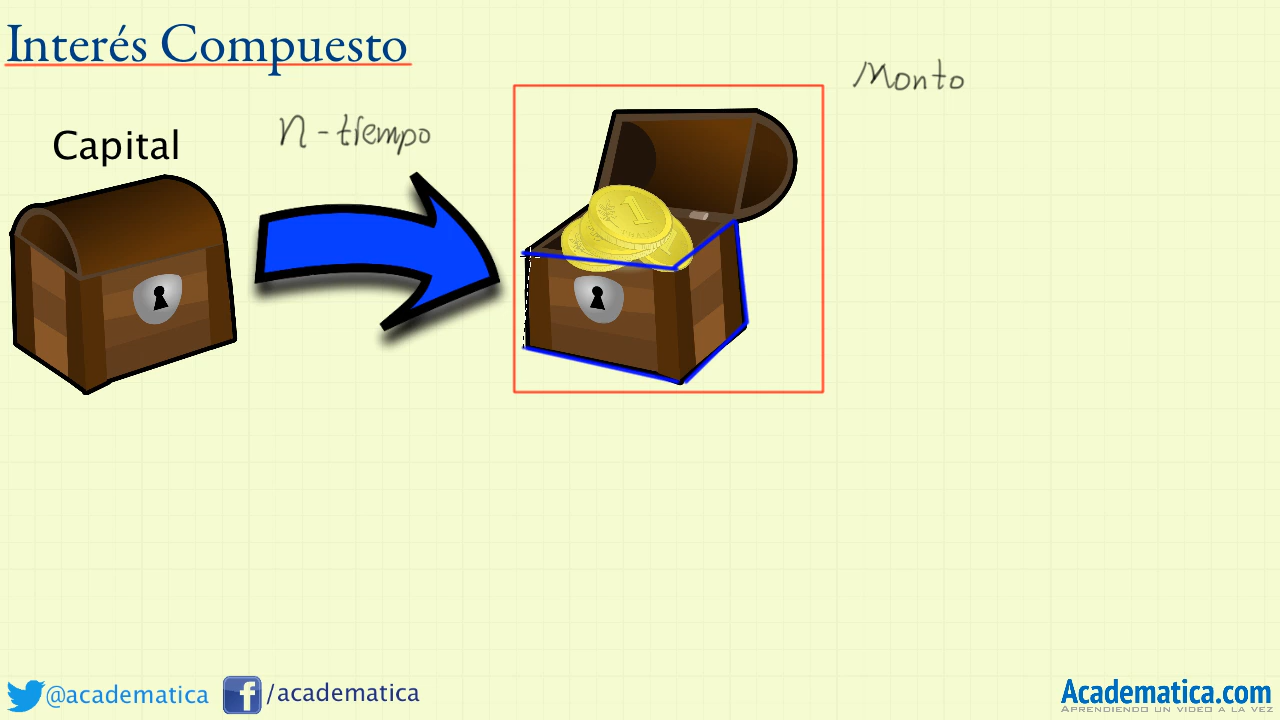 Interés Compuesto
Monto
Capital
n - tiempo
1
@academatica
f /academatica
Academatica.com
APRENDIENDO UN VIDEO A LA VEZ